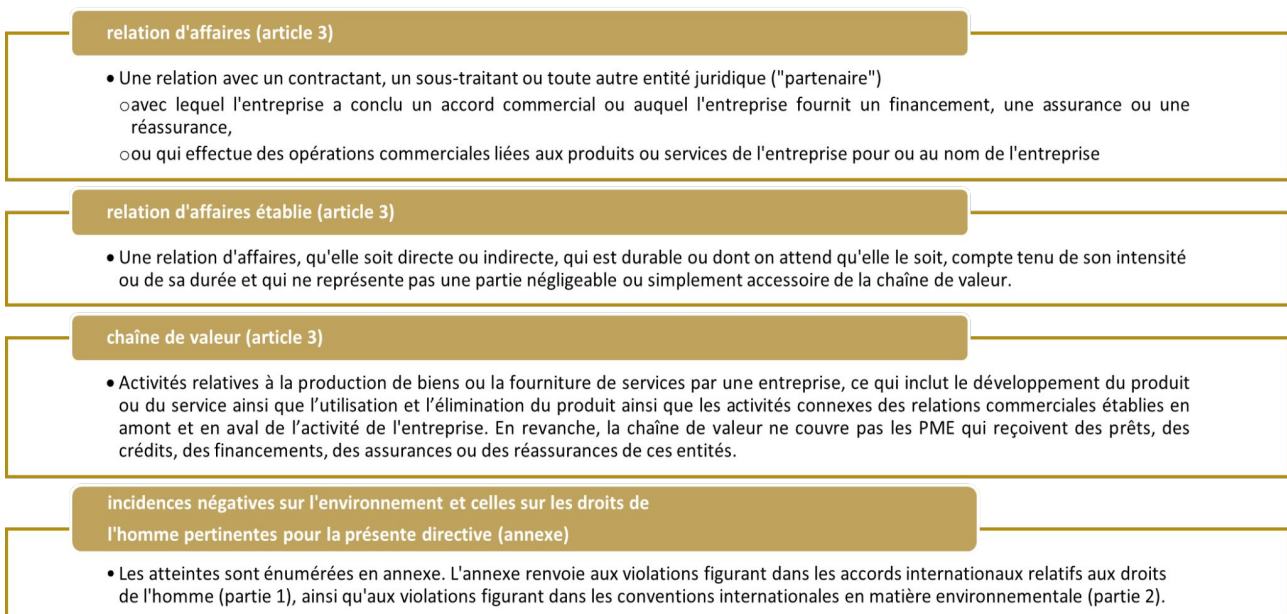 relation d'affaires (article 3)
• Une relation avec un contractant, un sous-traitant ou toute autre entité juridique ("partenaire")
oavec lequel l'entreprise a conclu un accord commercial ou auquel l'entreprise fournit un financement, une assurance ou une
réassurance,
oou qui effectue des opérations commerciales liées aux produits ou services de l'entreprise pour ou au nom de l'entreprise
relation d'affaires établie (article 3)
• Une relation d'affaires, qu'elle soit directe ou indirecte, qui est durable ou dont on attend qu'elle le soit, compte tenu de son intensité
ou de sa durée et qui ne représente pas une partie négligeable ou simplement accessoire de la chaîne de valeur.
chaîne de valeur (article 3)
• Activités relatives à la production de biens ou la fourniture de services par une entreprise, ce qui inclut le développement du produit
ou du service ainsi que l’utilisation et l’élimination du produit ainsi que les activités connexes des relations commerciales établies en
amont et en aval de l’activité de l'entreprise. En revanche, la chaîne de valeur ne couvre pas les PME qui reçoivent des prêts, des
crédits, des financements, des assurances ou des réassurances de ces entités.
incidences négatives sur l'environnement et celles sur les droits de
l'homme pertinentes pour la présente directive (annexe)
• Les atteintes sont énumérées en annexe. L'annexe renvoie aux violations figurant dans les accords internationaux relatifs aux droits
de l'homme (partie 1), ainsi qu'aux violations figurant dans les conventions internationales en matière environnementale (partie 2).